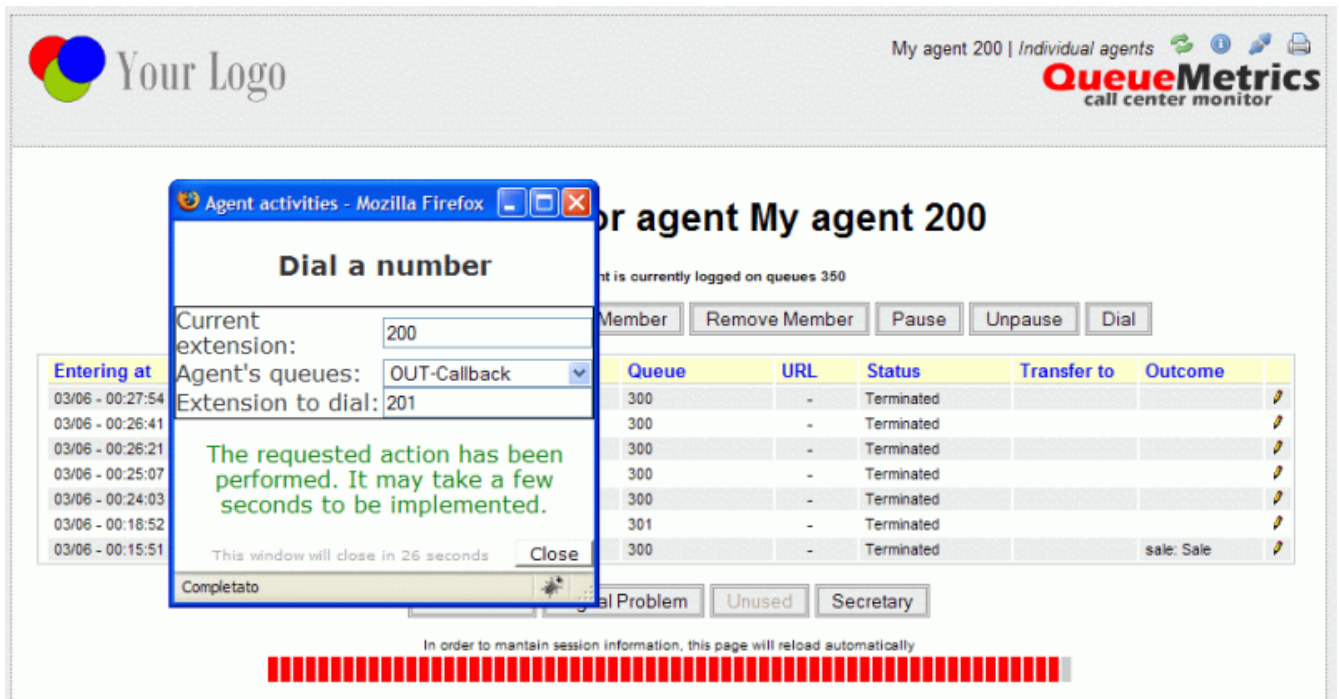 Your Logo
My agent 200 | Individual agents
QueueMetrics
call center monitor
Agent activities - Mozilla Firefox
Dial a number
Current extension: 200
Agent's queues: OUT-Callback
Extension to dial: 201
The requested action has been
performed. It may take a few
seconds to be implemented.
This window will close in 26 seconds Close
Completato
agent My agent 200
is currently logged on queues 350
Member Remove Member Pause Unpause Dial
Entering at Queue URL Status Transfer to Outcome
03/06 - 00:27:54 300 - Terminated
03/06 - 00:26:41 300 - Terminated
03/06 - 00:26:21 300 - Terminated
03/06 - 00:25:07 300 - Terminated
03/06 - 00:24:03 300 - Terminated
03/06 - 00:18:52 301 - Terminated
03/06 - 00:15:51 300 - Terminated sale: Sale
Problem Unused Secretary
In order to mantain session information, this page will reload automatically